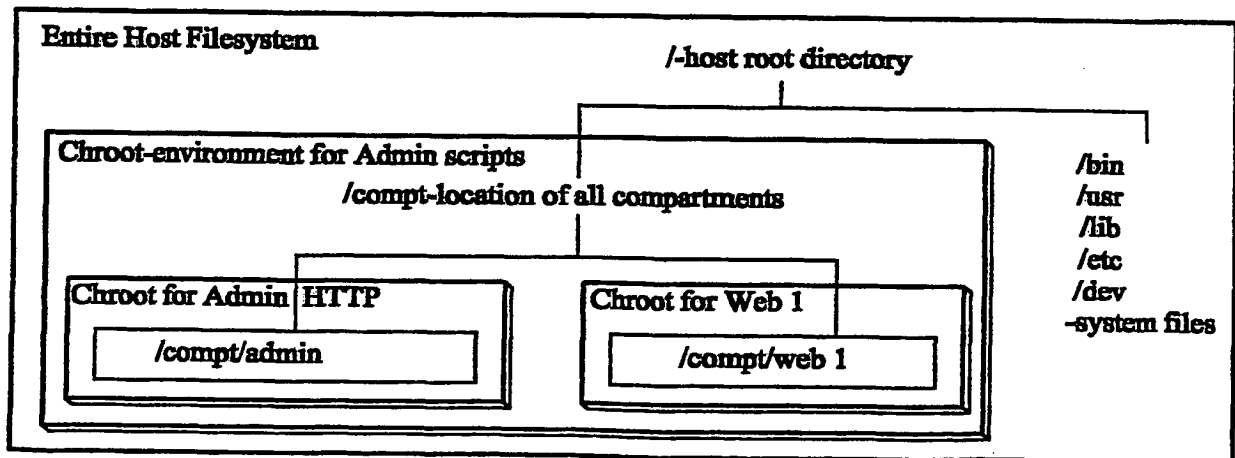 Entire Host Filesystem
/-host root directory
Chroot-environment for Admin scripts
/compt-location of all compartments
/bin
/usr
/lib
/etc
/dev
-system files
Chroot for Admin HTTP
/compt/admin
Chroot for Web 1
/compt/web 1